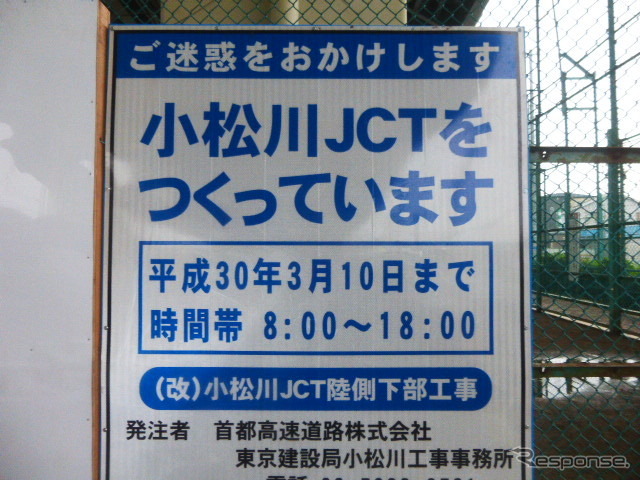 ご迷惑をおかけします
小松川JCTを
つくっています
平成30年3月10日まで
時間帯 8:00～18:00
(改)小松川JCT陸側下部工事
発注者 首都高速道路株式会社
東京建設局小松川工事事務所
Response.